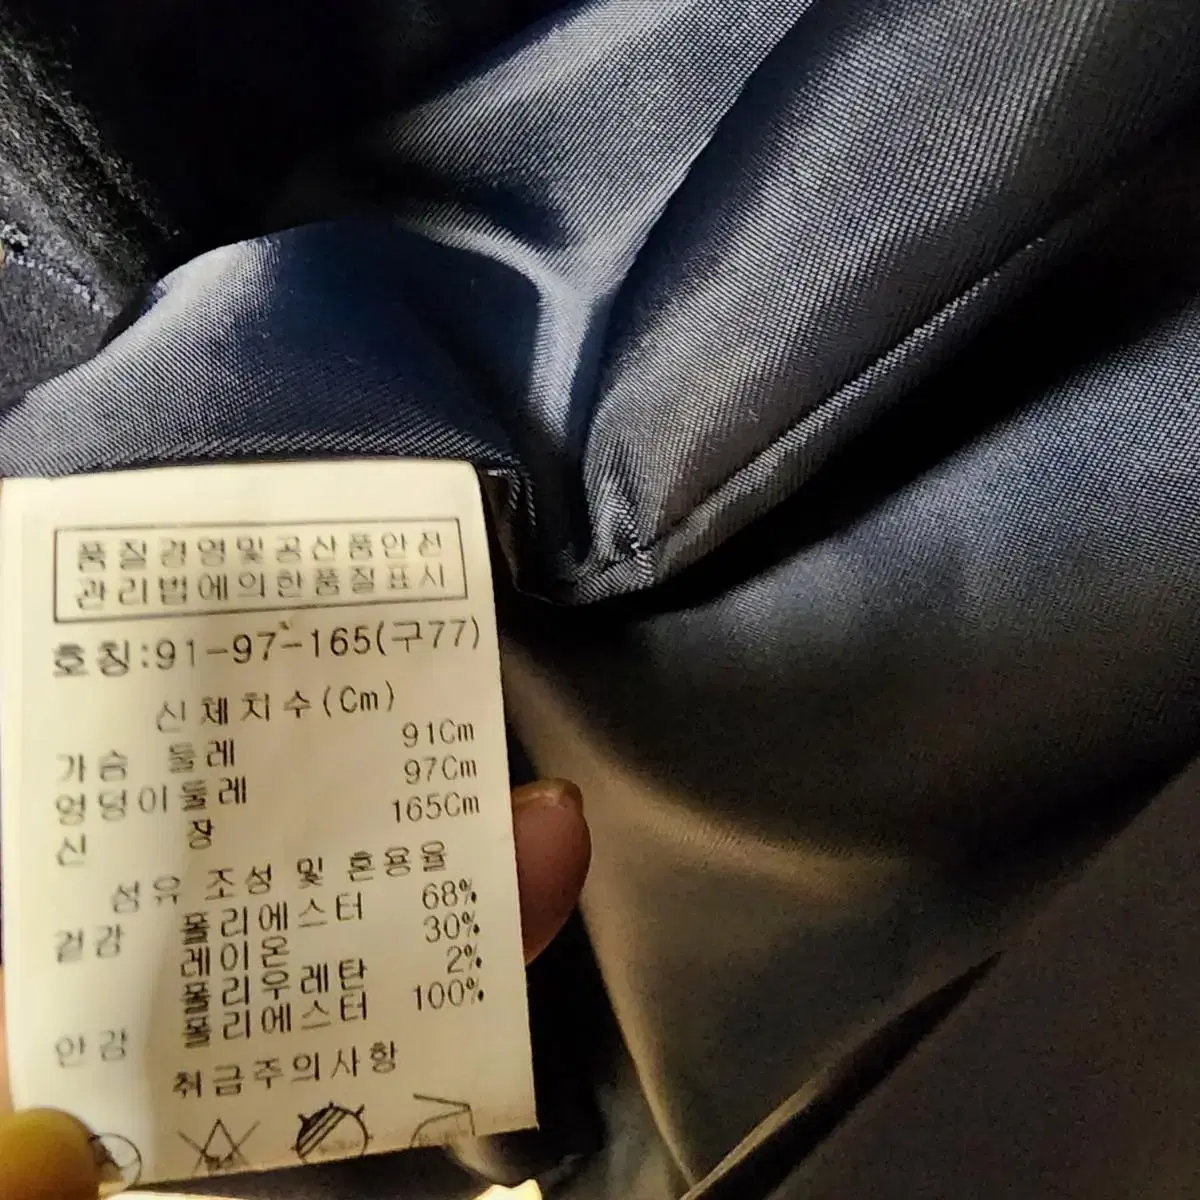 품질경영및공산품안전
관리법에의한품질표시
호칭:91-97-165(구77)
신체치수(Cm)
가슴 둘레 91Cm
엉덩이둘레 97Cm
신 장 165Cm
섬유 조성 및 혼용율
겉감 폴리에스터 68%
레이온 30%
폴리우레탄 2%
안감 폴리에스터 100%
취급주의사항